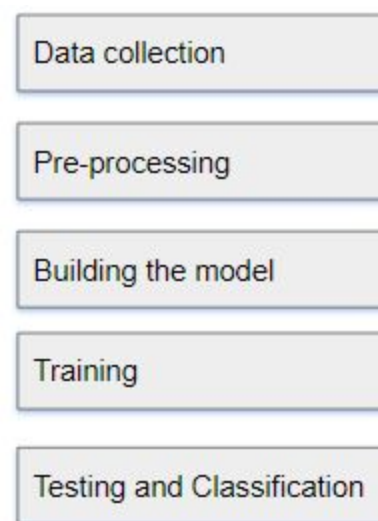 Data collection
Pre-processing
Building the model
Training
Testing and Classification